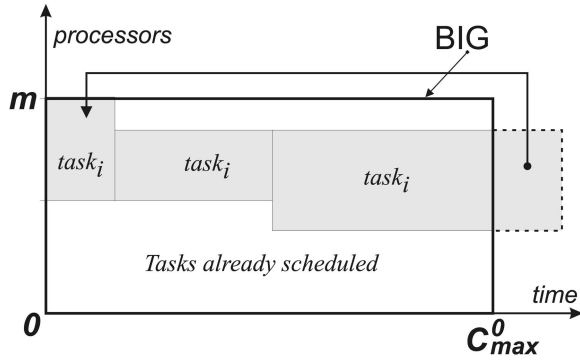 processors
BIG
m
task_i
task_i
task_i
Tasks already scheduled
time
0
C^0_max